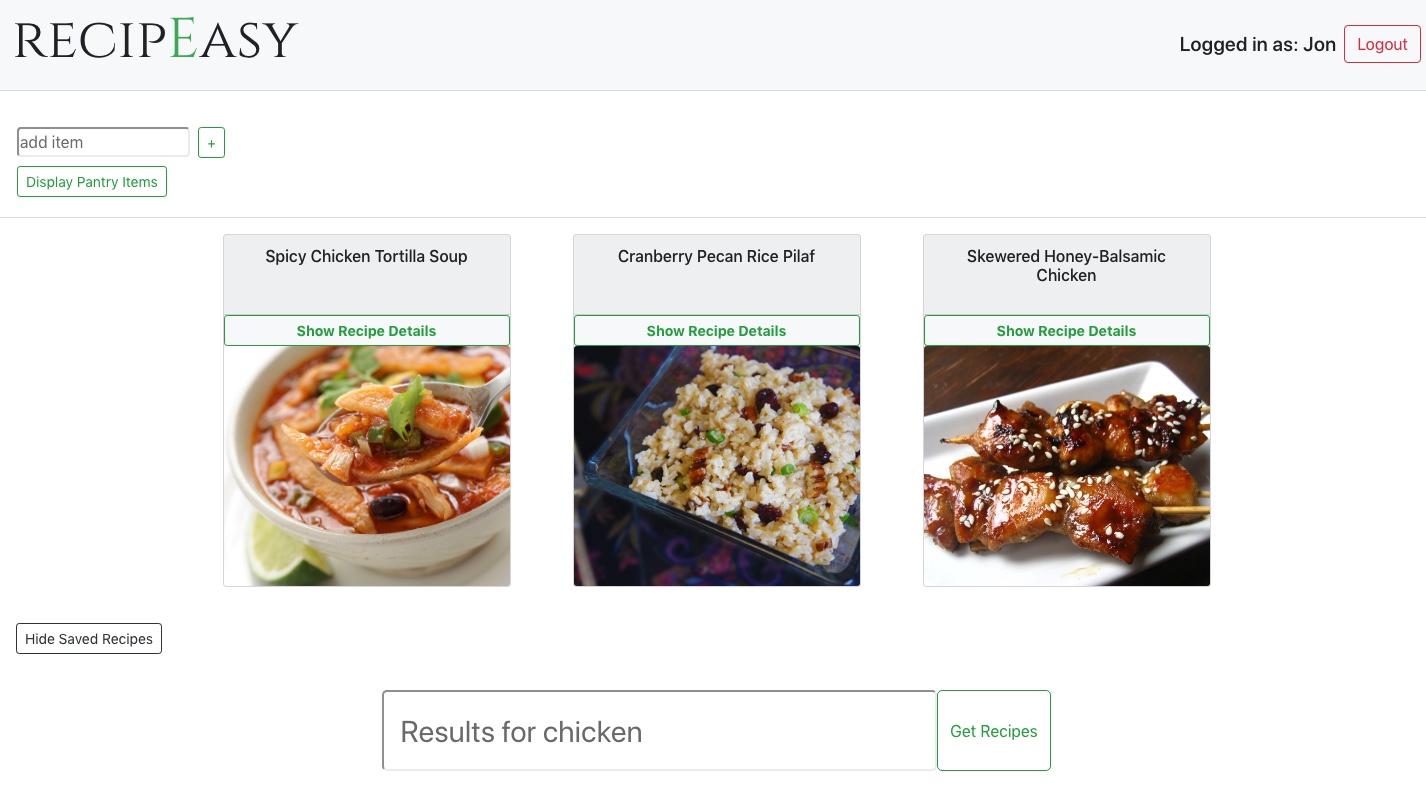 RECIPEASY
Logged in as: Jon
Logout
add item
+
Display Pantry Items
Spicy Chicken Tortilla Soup
Show Recipe Details
Cranberry Pecan Rice Pilaf
Show Recipe Details
Skewered Honey-Balsamic
Chicken
Show Recipe Details
Hide Saved Recipes
Results for chicken
Get Recipes